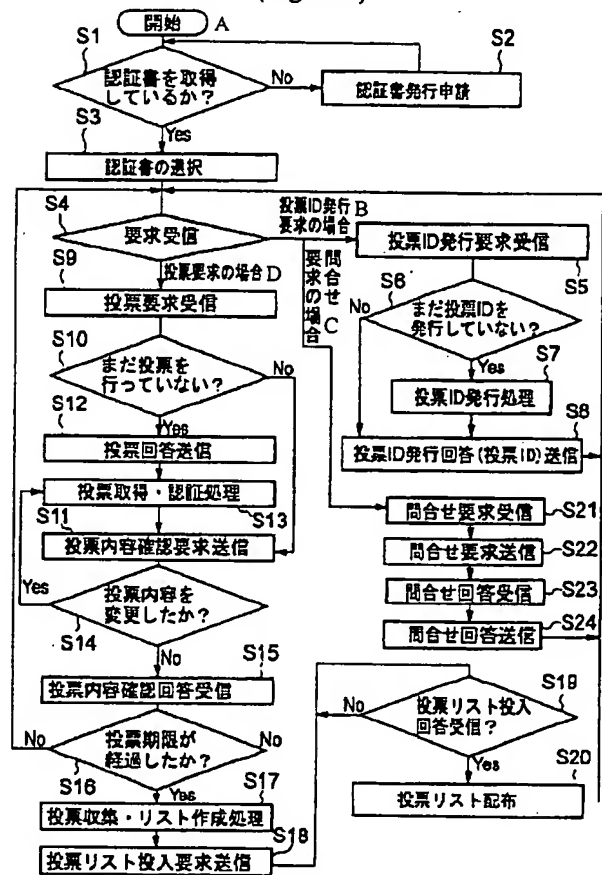 開始 A
S1
認証書を取得
しているか？
No
S2
認証書発行申請
Yes
S3
認証書の選択
S4
要求受信
投票ID発行 B
要求の場合
投票ID発行要求受信
S5
問合せ C
要求の場合
S6
まだ投票IDを
発行していない？
No
Yes
S7
投票ID発行処理
S8
投票ID発行回答(投票ID)送信
投票要求の場合 D
S9
投票要求受信
S10
まだ投票を
行っていない？
No
Yes
S12
投票回答送信
投票取得・認証処理
S13
S11
投票内容確認要求送信
投票内容を
変更したか？
Yes
S14
No
S15
投票内容確認回答受信
投票期限が
経過したか？
No
No
S16
Yes
S17
投票収集・リスト作成処理
S18
投票リスト投入要求送信
問合せ要求受信
S21
問合せ要求送信
S22
問合せ回答受信
S23
S24
問合せ回答送信
S19
投票リスト投入
回答受信？
No
Yes
S20
投票リスト配布